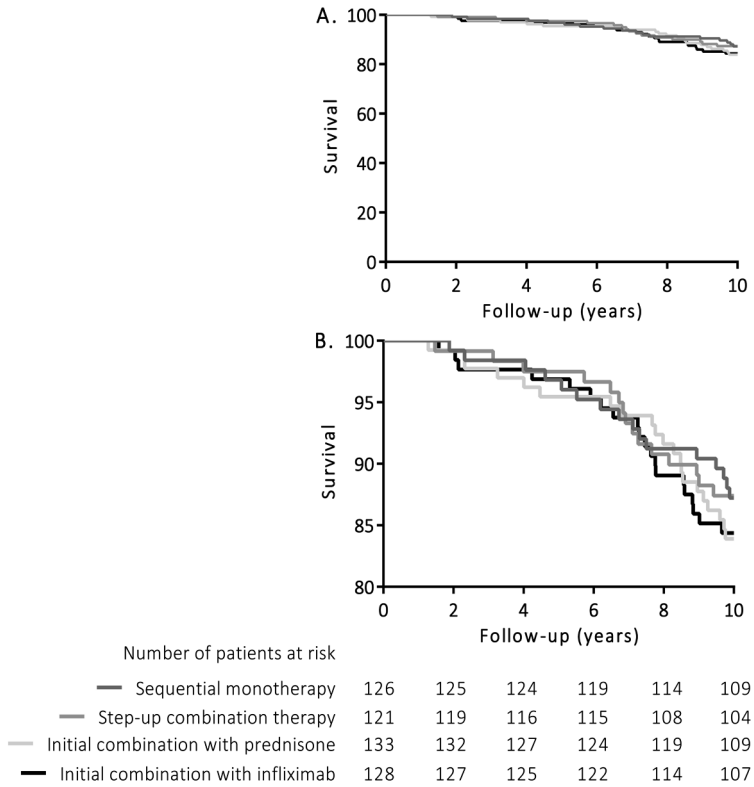 A.
100
80
60
40
20
0
Survival
0 2 4 6 8 10
Follow-up (years)
B.
100
95
90
85
80
Survival
0 2 4 6 8 10
Follow-up (years)
Number of patients at risk
Sequential monotherapy 126 125 124 119 114 109
Step-up combination therapy 121 119 116 115 108 104
Initial combination with prednisone 133 132 127 124 119 109
Initial combination with infliximab 128 127 125 122 114 107